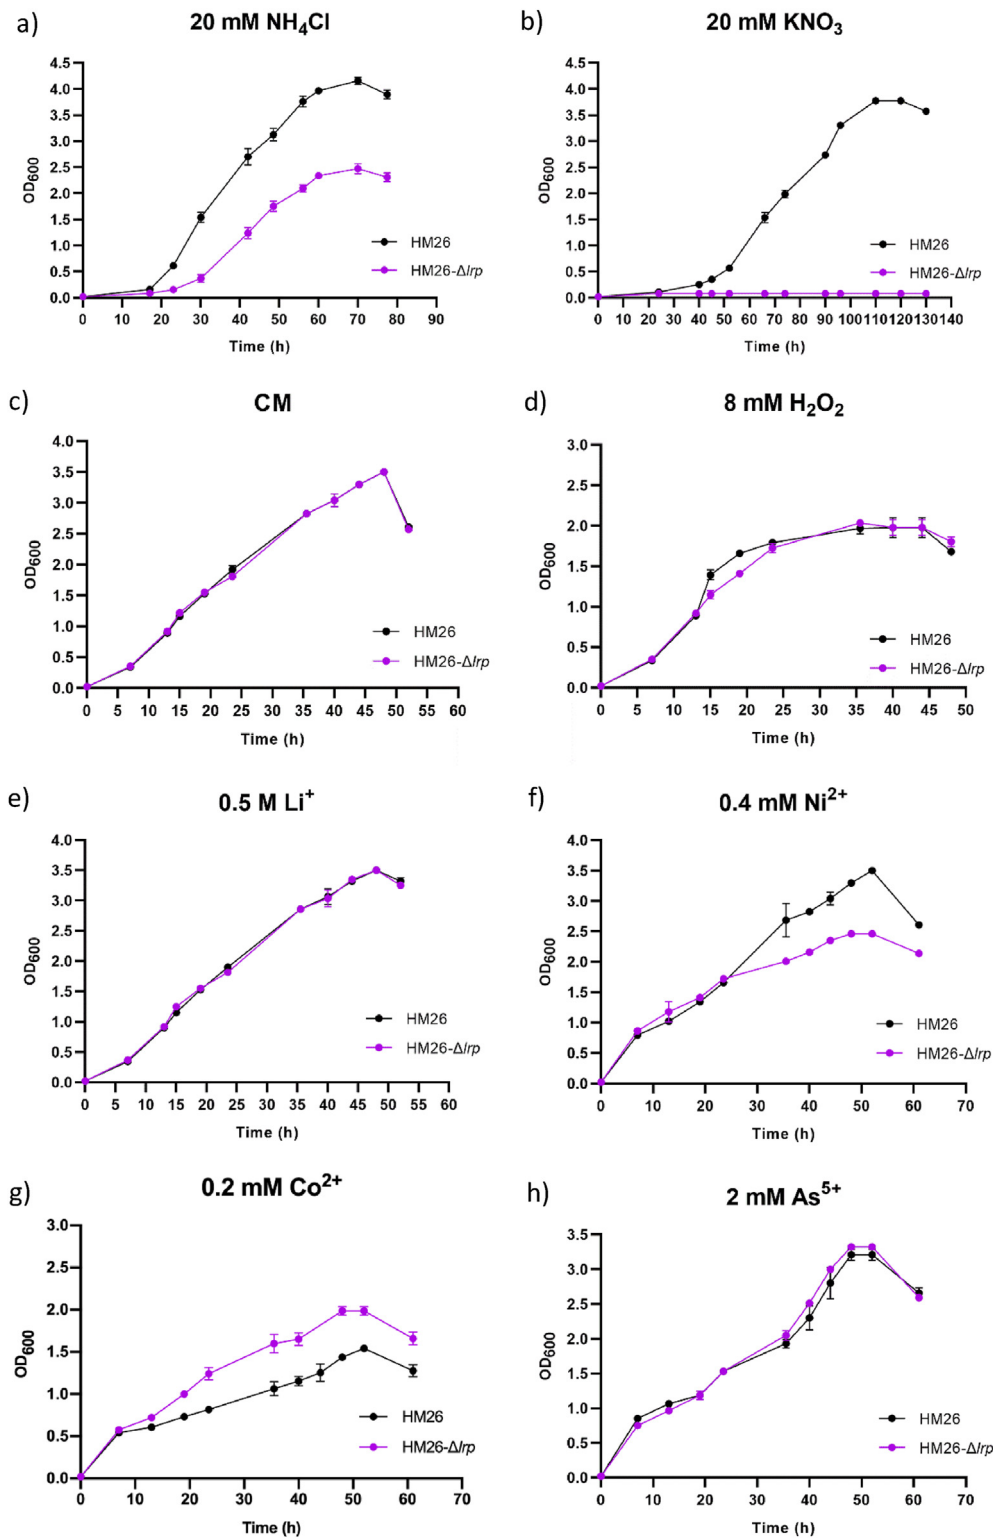 a) 20 mM NH₄Cl
OD₆₀₀
4.5
4.0
3.5
3.0
2.5
2.0
1.5
1.0
0.5
0.0
HM26
HM26-Δlrp
0 10 20 30 40 50 60 70 80 90
Time (h)
b) 20 mM KNO₃
OD₆₀₀
4.5
4.0
3.5
3.0
2.5
2.0
1.5
1.0
0.5
0.0
HM26
HM26-Δlrp
0 10 20 30 40 50 60 70 80 90 100 110 120 130 140
Time (h)
c) CM
OD₆₀₀
4.0
3.5
3.0
2.5
2.0
1.5
1.0
0.5
0.0
HM26
HM26-Δlrp
0 5 10 15 20 25 30 35 40 45 50 55 60
Time (h)
d) 8 mM H₂O₂
OD₆₀₀
3.0
2.5
2.0
1.5
1.0
0.5
0.0
HM26
HM26-Δlrp
0 5 10 15 20 25 30 35 40 45 50
Time (h)
e) 0.5 M Li⁺
OD₆₀₀
4.0
3.5
3.0
2.5
2.0
1.5
1.0
0.5
0.0
HM26
HM26-Δlrp
0 5 10 15 20 25 30 35 40 45 50 55 60
Time (h)
f) 0.4 mM Ni²⁺
OD₆₀₀
4.0
3.5
3.0
2.5
2.0
1.5
1.0
0.5
0.0
HM26
HM26-Δlrp
0 10 20 30 40 50 60 70
Time (h)
g) 0.2 mM Co²⁺
OD₆₀₀
3.0
2.5
2.0
1.5
1.0
0.5
0.0
HM26
HM26-Δlrp
0 10 20 30 40 50 60 70
Time (h)
h) 2 mM As⁵⁺
OD₆₀₀
3.5
3.0
2.5
2.0
1.5
1.0
0.5
0.0
HM26
HM26-Δlrp
0 10 20 30 40 50 60 70
Time (h)